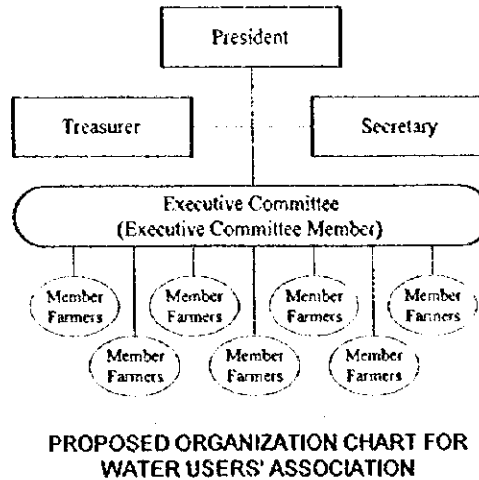 President
Treasurer
Secretary
Executive Committee
(Executive Committee Member)
Member
Farmers
Member
Farmers
Member
Farmers
Member
Farmers
Member
Farmers
Member
Farmers
Member
Farmers
PROPOSED ORGANIZATION CHART FOR
WATER USERS' ASSOCIATION